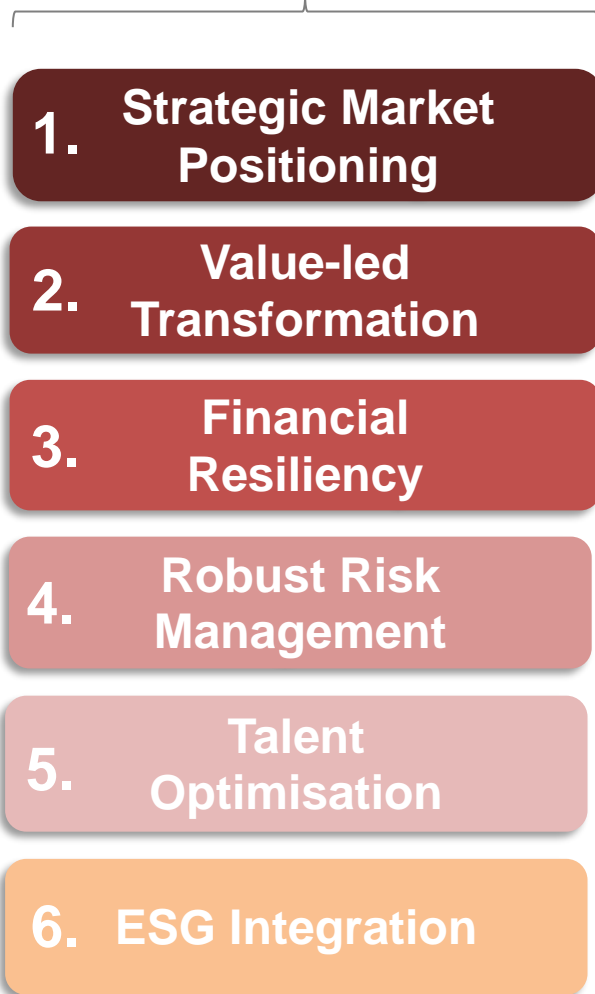 1. Strategic Market
Positioning
2. Value-led
Transformation
3. Financial
Resiliency
4. Robust Risk
Management
5. Talent
Optimisation
6. ESG Integration